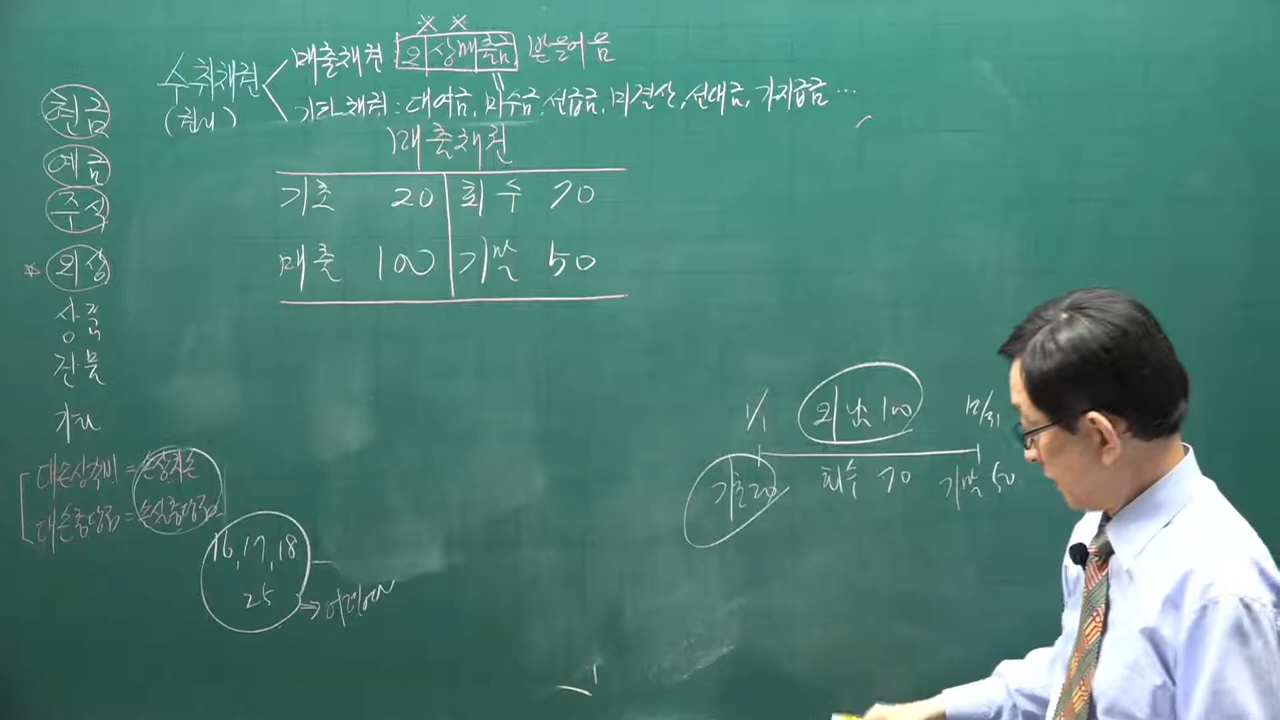 ※ ※
수취채권 매출채권 외상매출금 받을어음
(권리) 기타채권 : 대여금, 미수금, 선급금, 미결산, 선대금, 가지급금 …
매출채권
기초 20 회수 70
매출 100 기말 50
현금
예금
주식
* 외상
상품
건물
기타
대손상각비 = 손상차손
대손충당금 = 손실충당금
16, 17, 18
25 ⇒
1/1 외상 100 12/31
기초 20 회수 70 기말 50